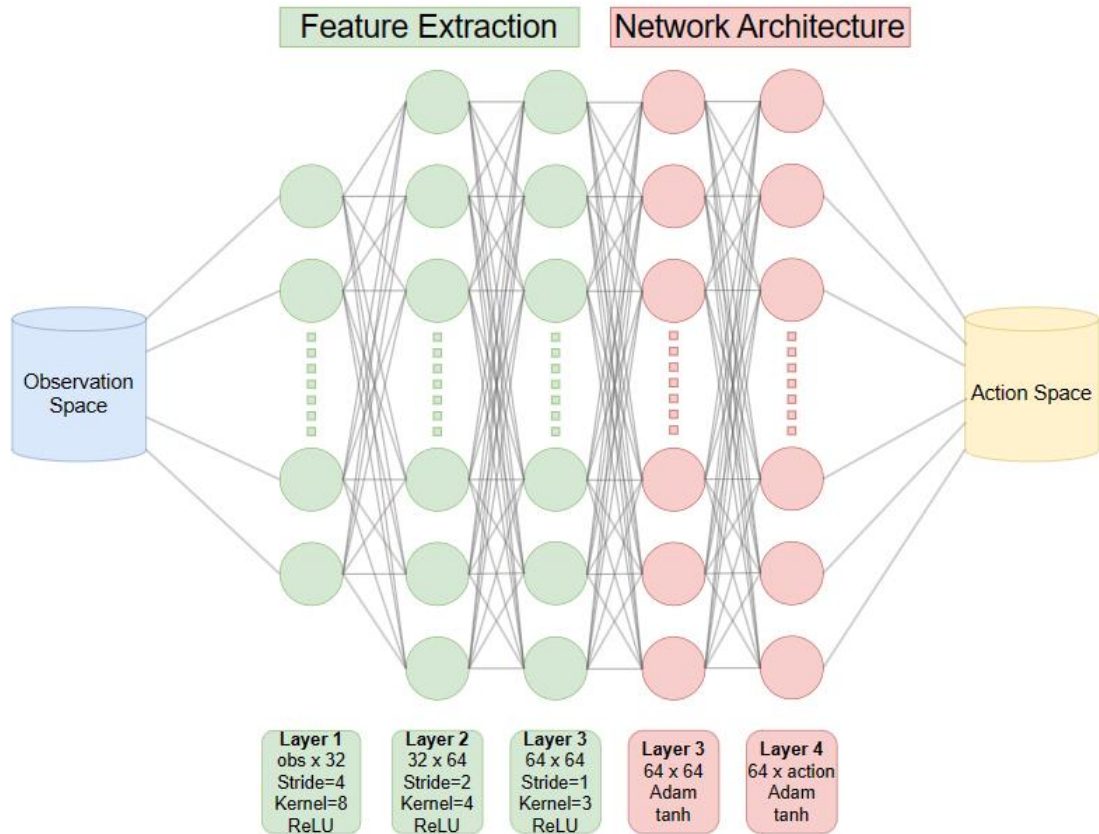 Feature Extraction
Network Architecture
Observation
Space
Action Space
Layer 1
obs x 32
Stride=4
Kernel=8
ReLU
Layer 2
32 x 64
Stride=2
Kernel=4
ReLU
Layer 3
64 x 64
Stride=1
Kernel=3
ReLU
Layer 3
64 x 64
Adam
tanh
Layer 4
64 x action
Adam
tanh